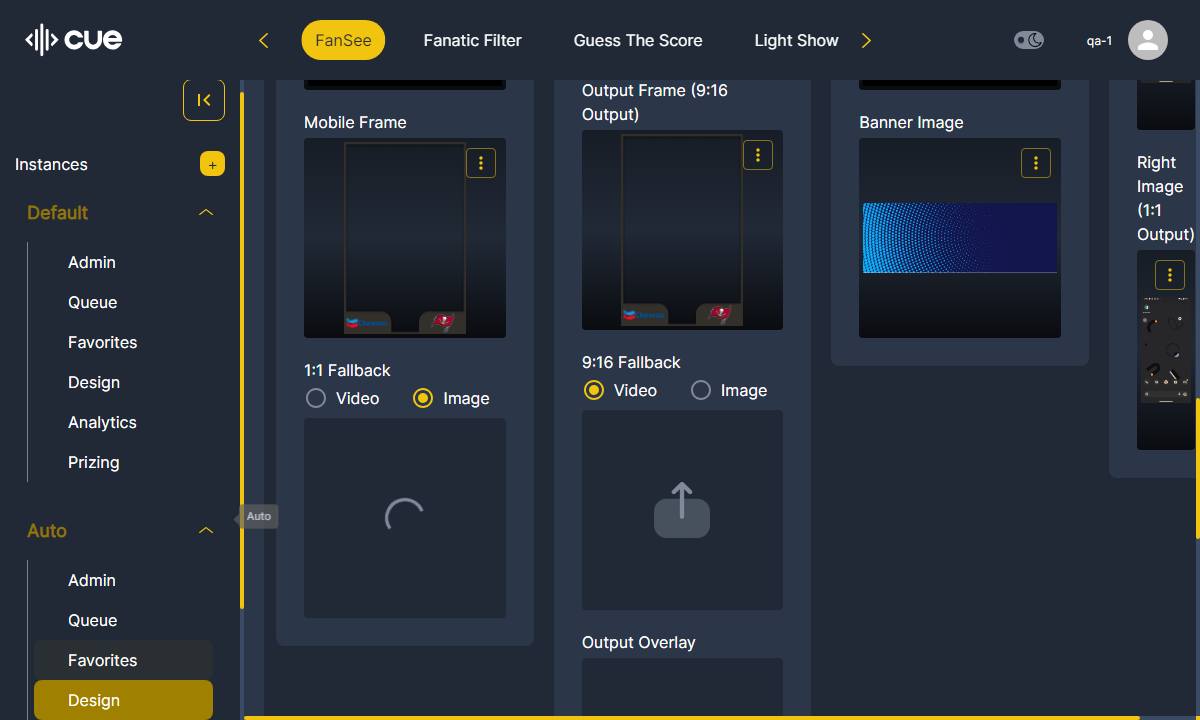 CUE
FanSee
Fanatic Filter
Guess The Score
Light Show
qa-1
Instances
+
Default
Admin
Queue
Favorites
Design
Analytics
Prizing
Auto
Auto
Admin
Queue
Favorites
Design
Mobile Frame
1:1 Fallback
Video
Image
Output Frame (9:16
Output)
9:16 Fallback
Video
Image
Output Overlay
Banner Image
Right
Image
(1:1
Output)